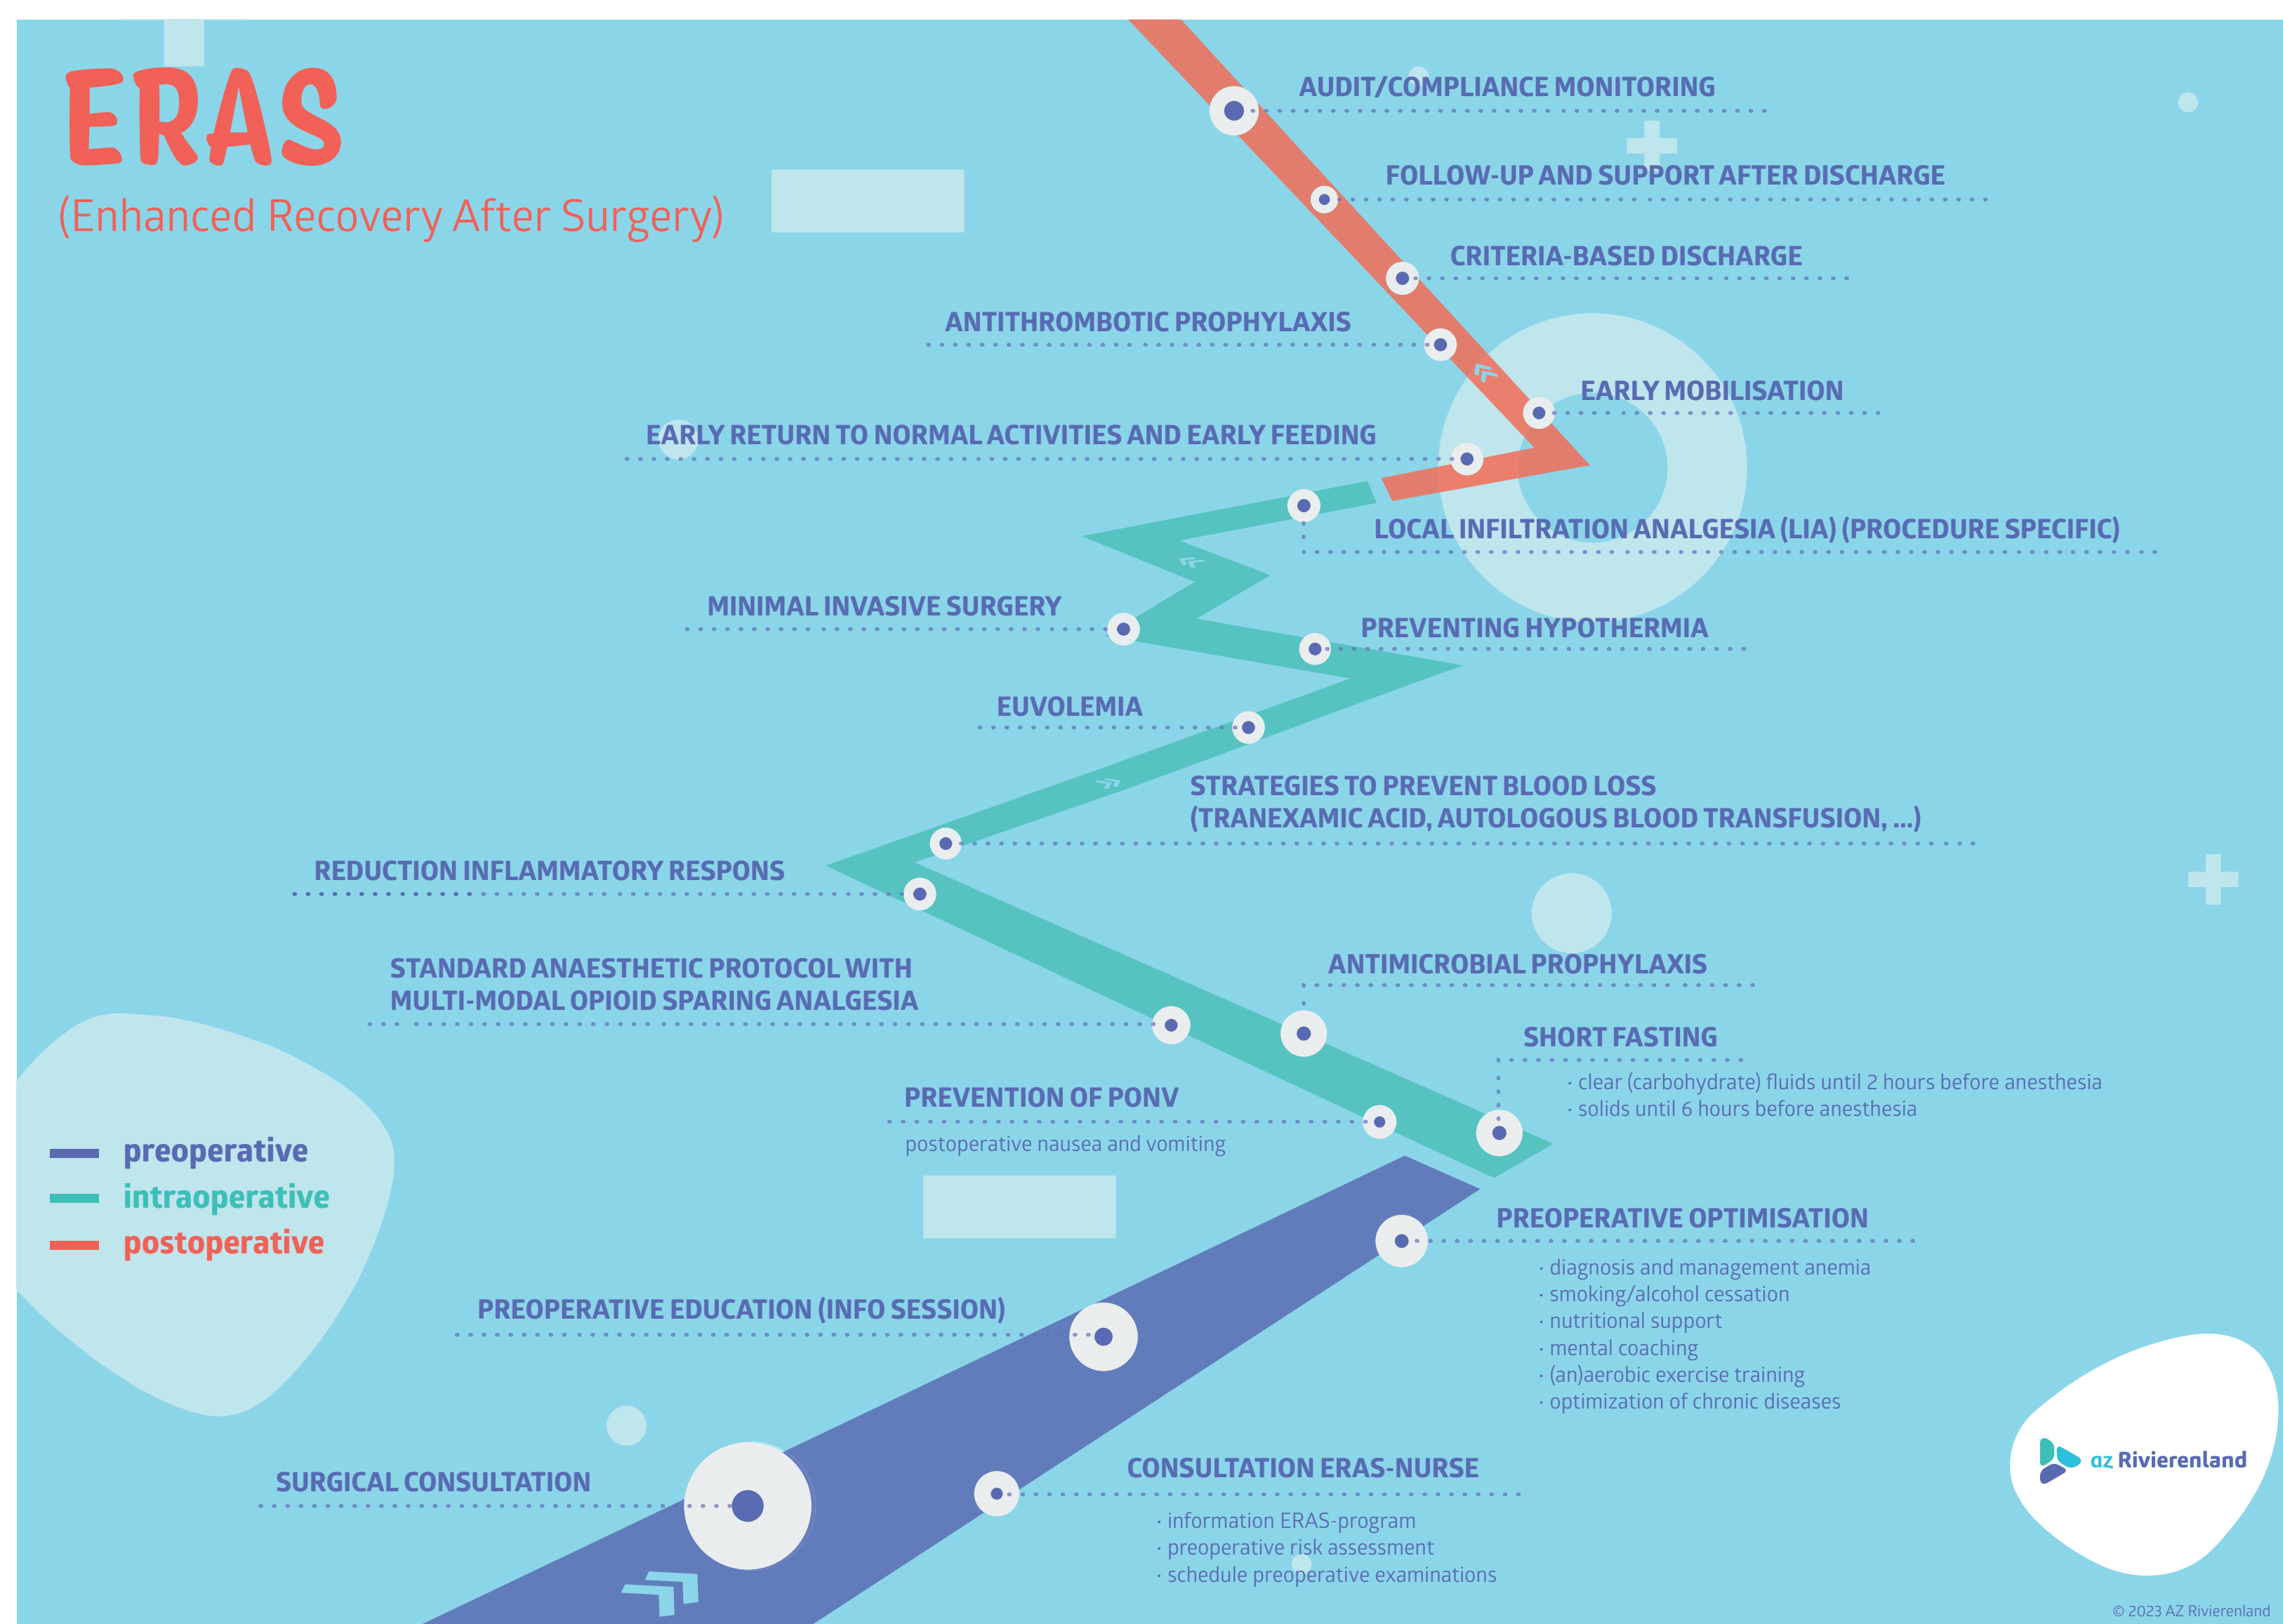 ERAS
(Enhanced Recovery After Surgery)
AUDIT/COMPLIANCE MONITORING
FOLLOW-UP AND SUPPORT AFTER DISCHARGE
CRITERIA-BASED DISCHARGE
ANTITHROMBOTIC PROPHYLAXIS
EARLY MOBILISATION
EARLY RETURN TO NORMAL ACTIVITIES AND EARLY FEEDING
LOCAL INFILTRATION ANALGESIA (LIA) (PROCEDURE SPECIFIC)
MINIMAL INVASIVE SURGERY
PREVENTING HYPOTHERMIA
EUVOLEMIA
STRATEGIES TO PREVENT BLOOD LOSS
(TRANEXAMIC ACID, AUTOLOGOUS BLOOD TRANSFUSION, ...)
REDUCTION INFLAMMATORY RESPONS
STANDARD ANAESTHETIC PROTOCOL WITH
MULTI-MODAL OPIOID SPARING ANALGESIA
ANTIMICROBIAL PROPHYLAXIS
SHORT FASTING
· clear (carbohydrate) fluids until 2 hours before anesthesia
· solids until 6 hours before anesthesia
PREVENTION OF PONV
postoperative nausea and vomiting
preoperative
intraoperative
postoperative
PREOPERATIVE OPTIMISATION
· diagnosis and management anemia
· smoking/alcohol cessation
· nutritional support
· mental coaching
· (an)aerobic exercise training
· optimization of chronic diseases
PREOPERATIVE EDUCATION (INFO SESSION)
SURGICAL CONSULTATION
CONSULTATION ERAS-NURSE
· information ERAS-program
· preoperative risk assessment
· schedule preoperative examinations
az Rivierenland
© 2023 AZ Rivierenland